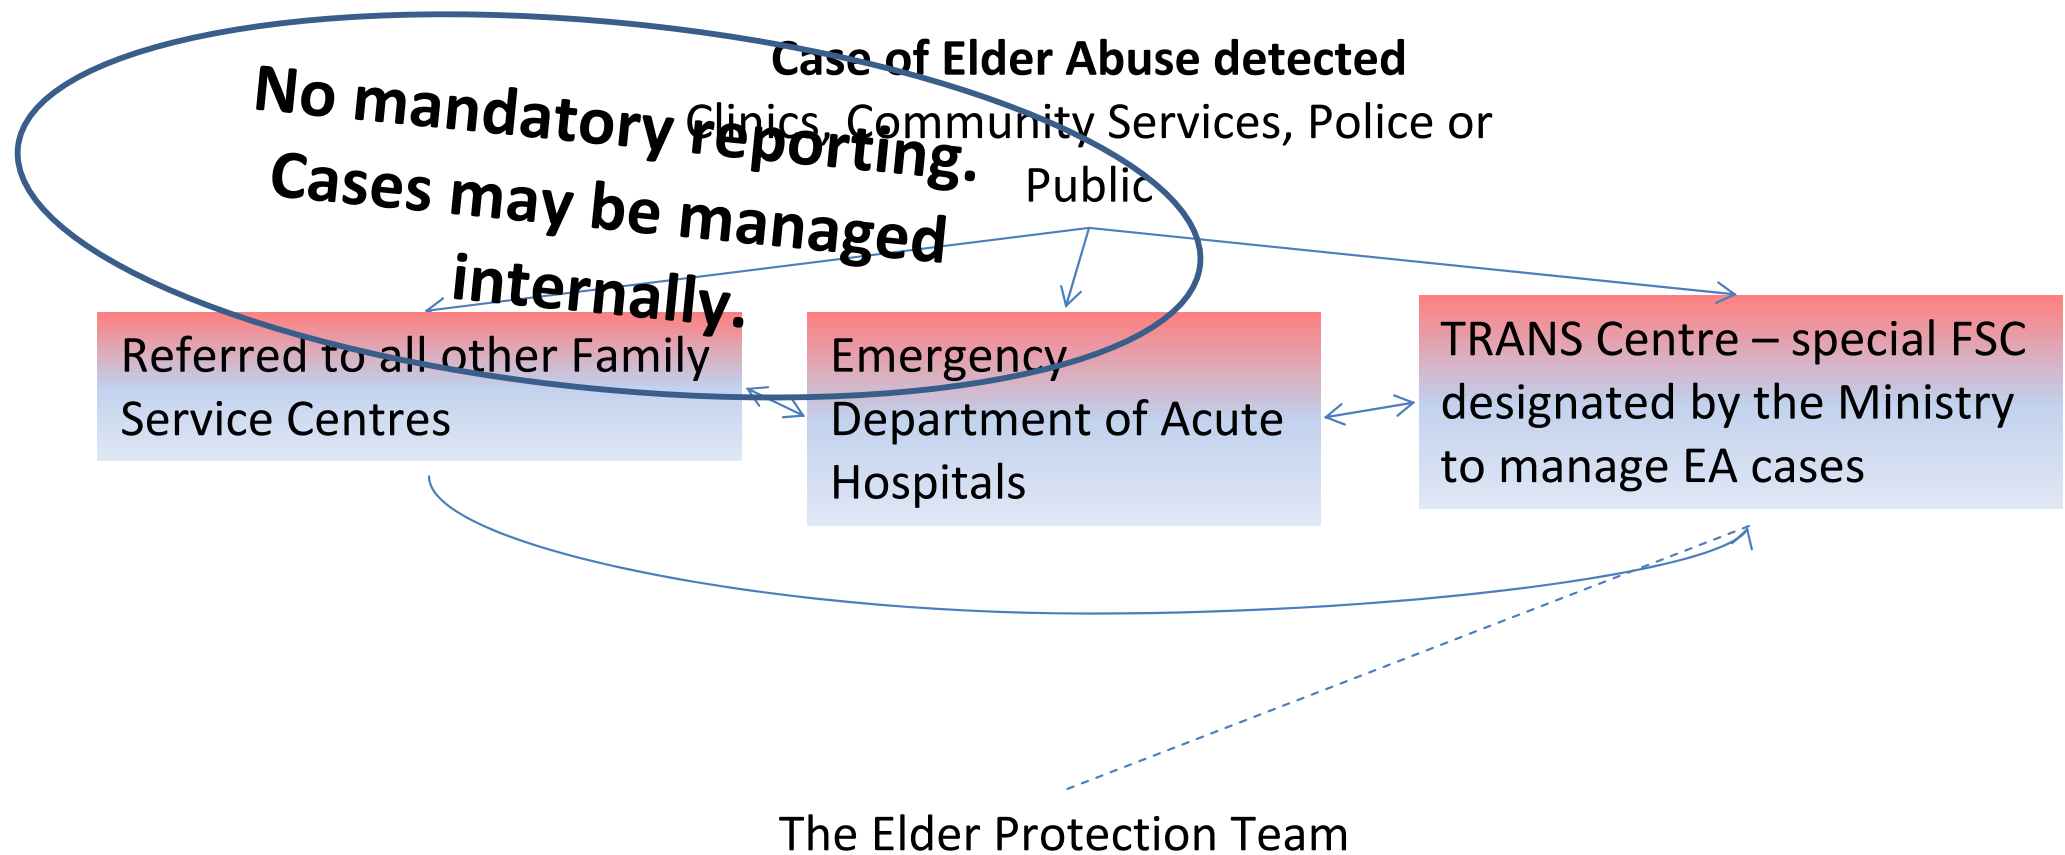 Case of Elder Abuse detected
Clinics, Community Services, Police or
Public
No mandatory reporting.
Cases may be managed
internally.
Referred to all other Family
Service Centres
Emergency
Department of Acute
Hospitals
TRANS Centre – special FSC
designated by the Ministry
to manage EA cases
The Elder Protection Team